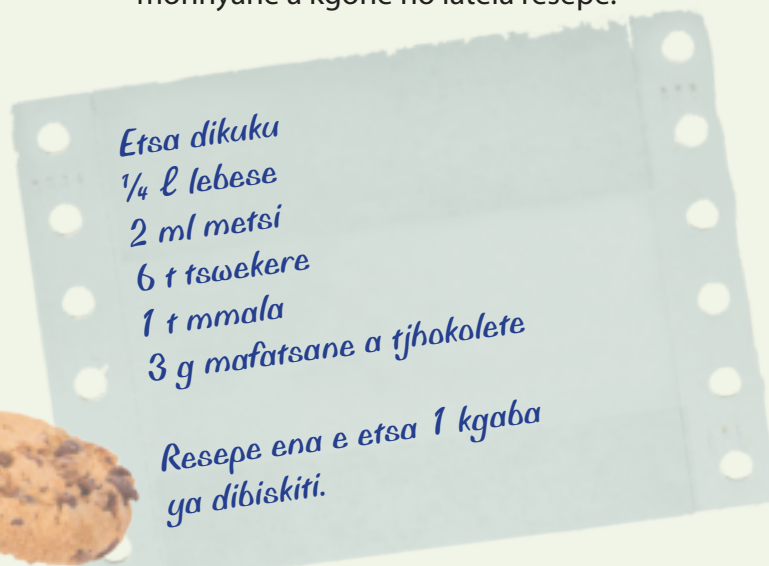 monnyane a kgone ho latela resepe.
Etsa dikuku
¼ ℓ lebese
2 ml metsi
6 t tswekere
1 t mmala
3 g mafatsane a tjhokolete
Resepe ena e etsa 1 kgaba
ya dibiskiti.